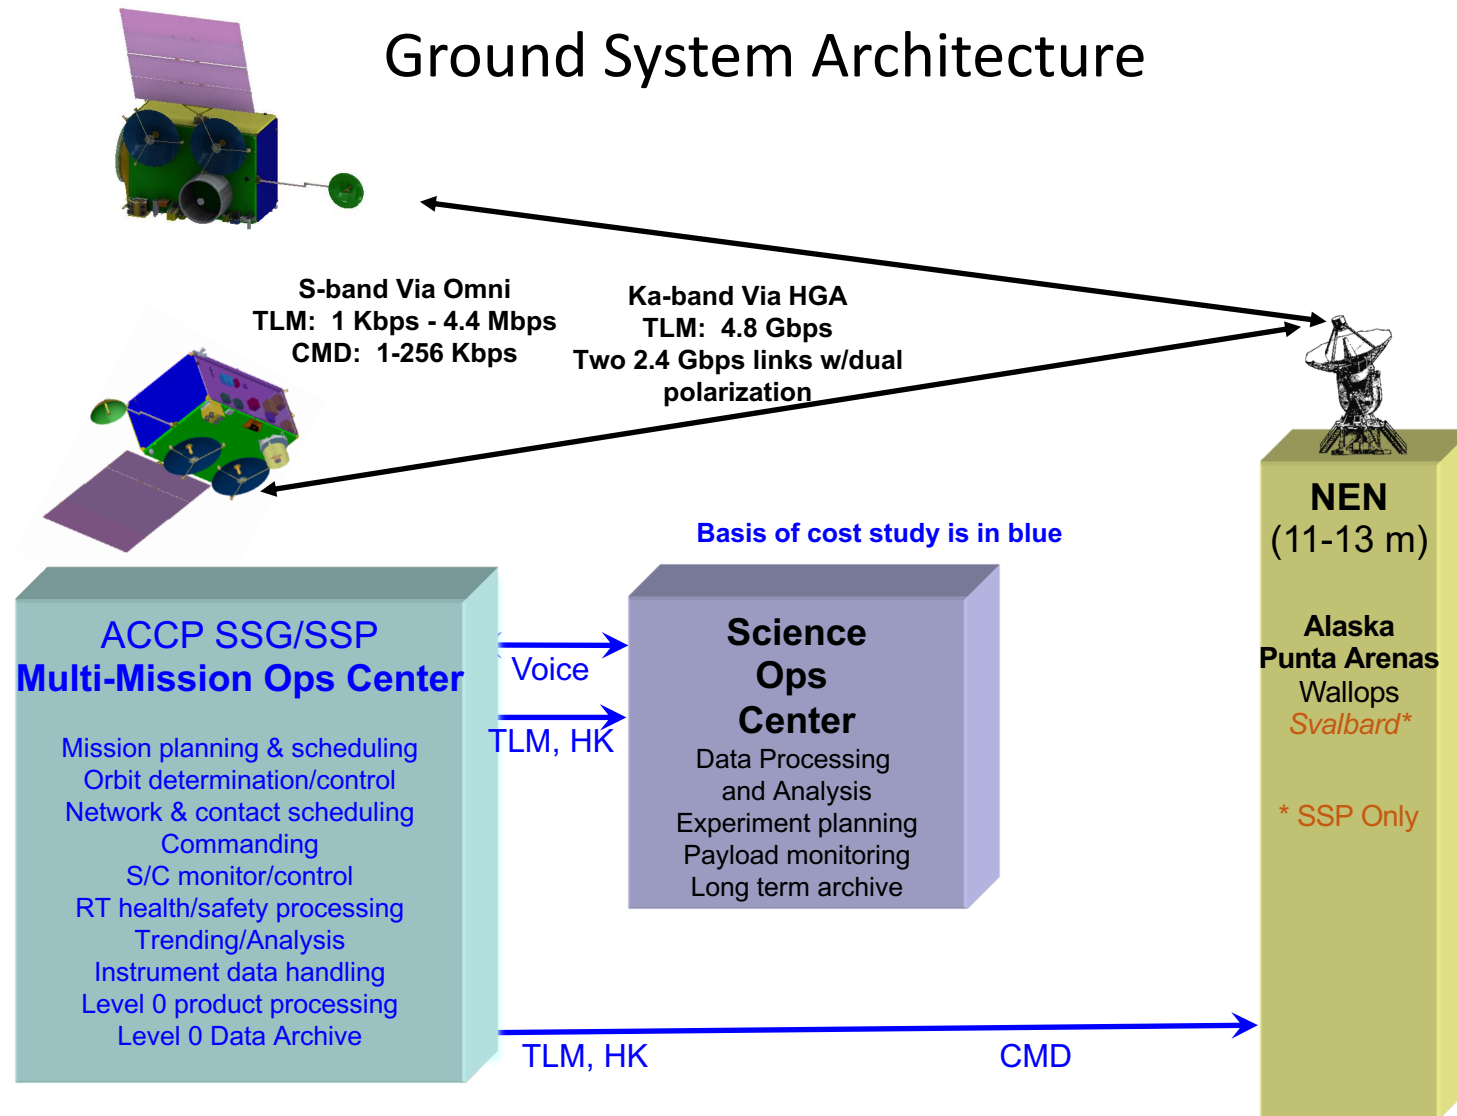 Ground System Architecture
S-band Via Omni
TLM:  1 Kbps - 4.4 Mbps
CMD:  1-256 Kbps
Ka-band Via HGA
TLM:  4.8 Gbps
Two 2.4 Gbps links w/dual
polarization
Basis of cost study is in blue
ACCP SSG/SSP
Multi-Mission Ops Center
Mission planning & scheduling
Orbit determination/control
Network & contact scheduling
Commanding
S/C monitor/control
RT health/safety processing
Trending/Analysis
Instrument data handling
Level 0 product processing
Level 0 Data Archive
Voice
TLM, HK
Science
Ops
Center
Data Processing
and Analysis
Experiment planning
Payload monitoring
Long term archive
NEN
(11-13 m)
Alaska
Punta Arenas
Wallops
Svalbard*
* SSP Only
TLM, HK
CMD